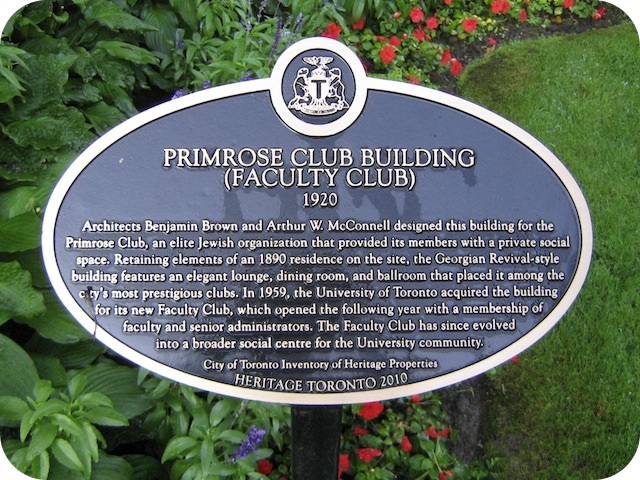 T
PRIMROSE CLUB BUILDING
(FACULTY CLUB)
1920
Architects Benjamin Brown and Arthur W. McConnell designed this building for the
Primrose Club, an elite Jewish organization that provided its members with a private social
space. Retaining elements of an 1890 residence on the site, the Georgian Revival-style
building features an elegant lounge, dining room, and ballroom that placed it among the
city's most prestigious clubs. In 1959, the University of Toronto acquired the building
for its new Faculty Club, which opened the following year with a membership of
faculty and senior administrators. The Faculty Club has since evolved
into a broader social centre for the University community.
City of Toronto Inventory of Heritage Properties
HERITAGE TORONTO 2010